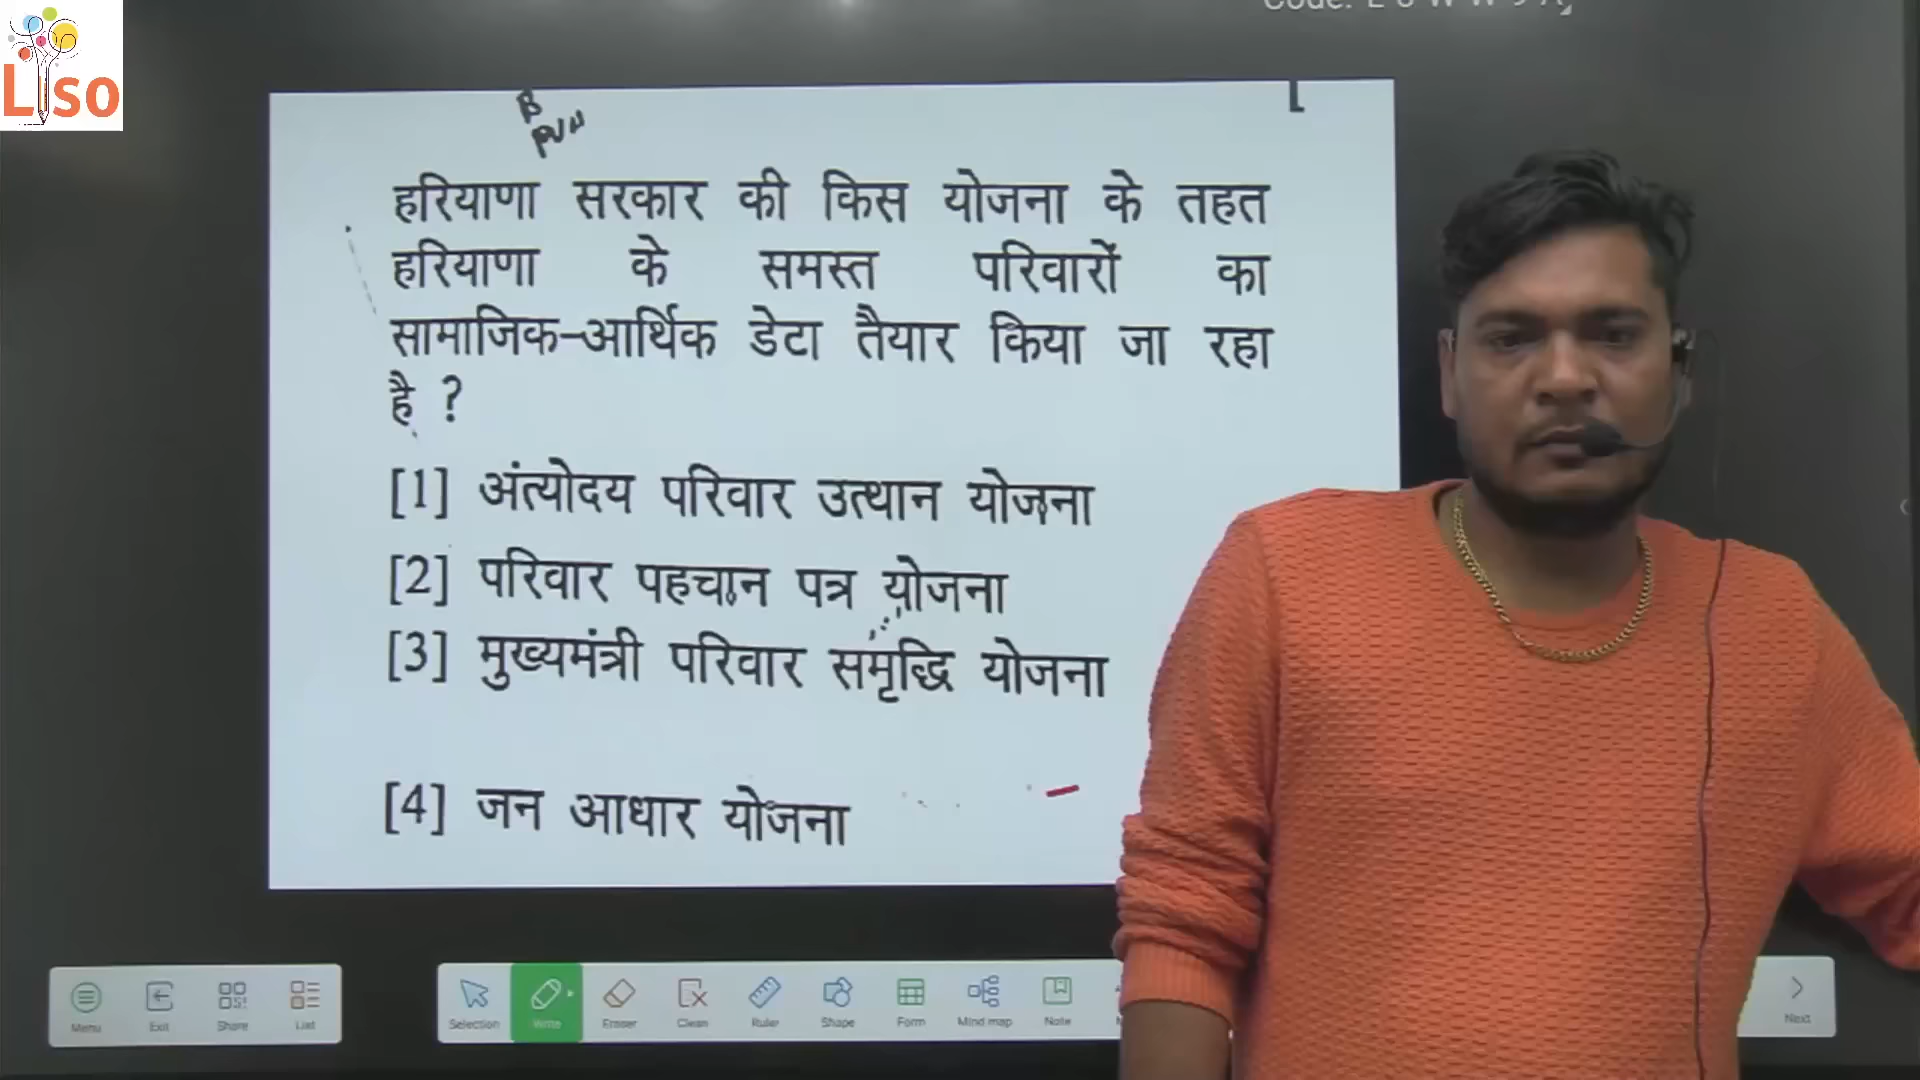 Liso
हरियाणा सरकार की किस योजना के तहत
हरियाणा के समस्त परिवारों का
सामाजिक-आर्थिक डेटा तैयार किया जा रहा
है ?
[1] अंत्योदय परिवार उत्थान योजना
[2] परिवार पहचान पत्र योजना
[3] मुख्यमंत्री परिवार समृद्धि योजना
[4] जन आधार योजना
Menu Exit Share List Selection Write Eraser Clean Ruler Shape Form Mind map Note Next